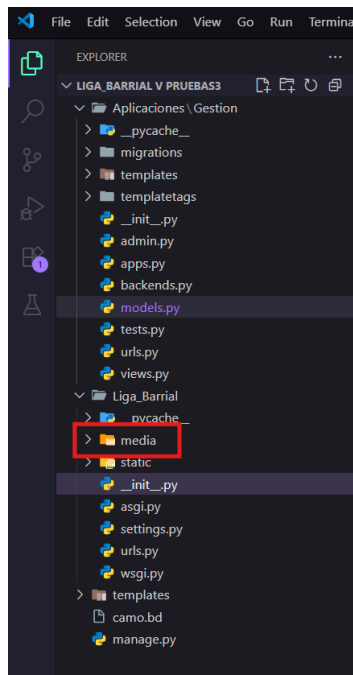 File Edit Selection View Go Run Termina
EXPLORER ...
LIGA_BARRIAL V PRUEBAS3
Aplicaciones \ Gestion
__pycache__
migrations
templates
templatetags
__init__.py
admin.py
apps.py
backends.py
models.py
tests.py
urls.py
views.py
Liga_Barrial
__pycache__
media
static
__init__.py
asgi.py
settings.py
urls.py
wsgi.py
templates
camo.bd
manage.py
1